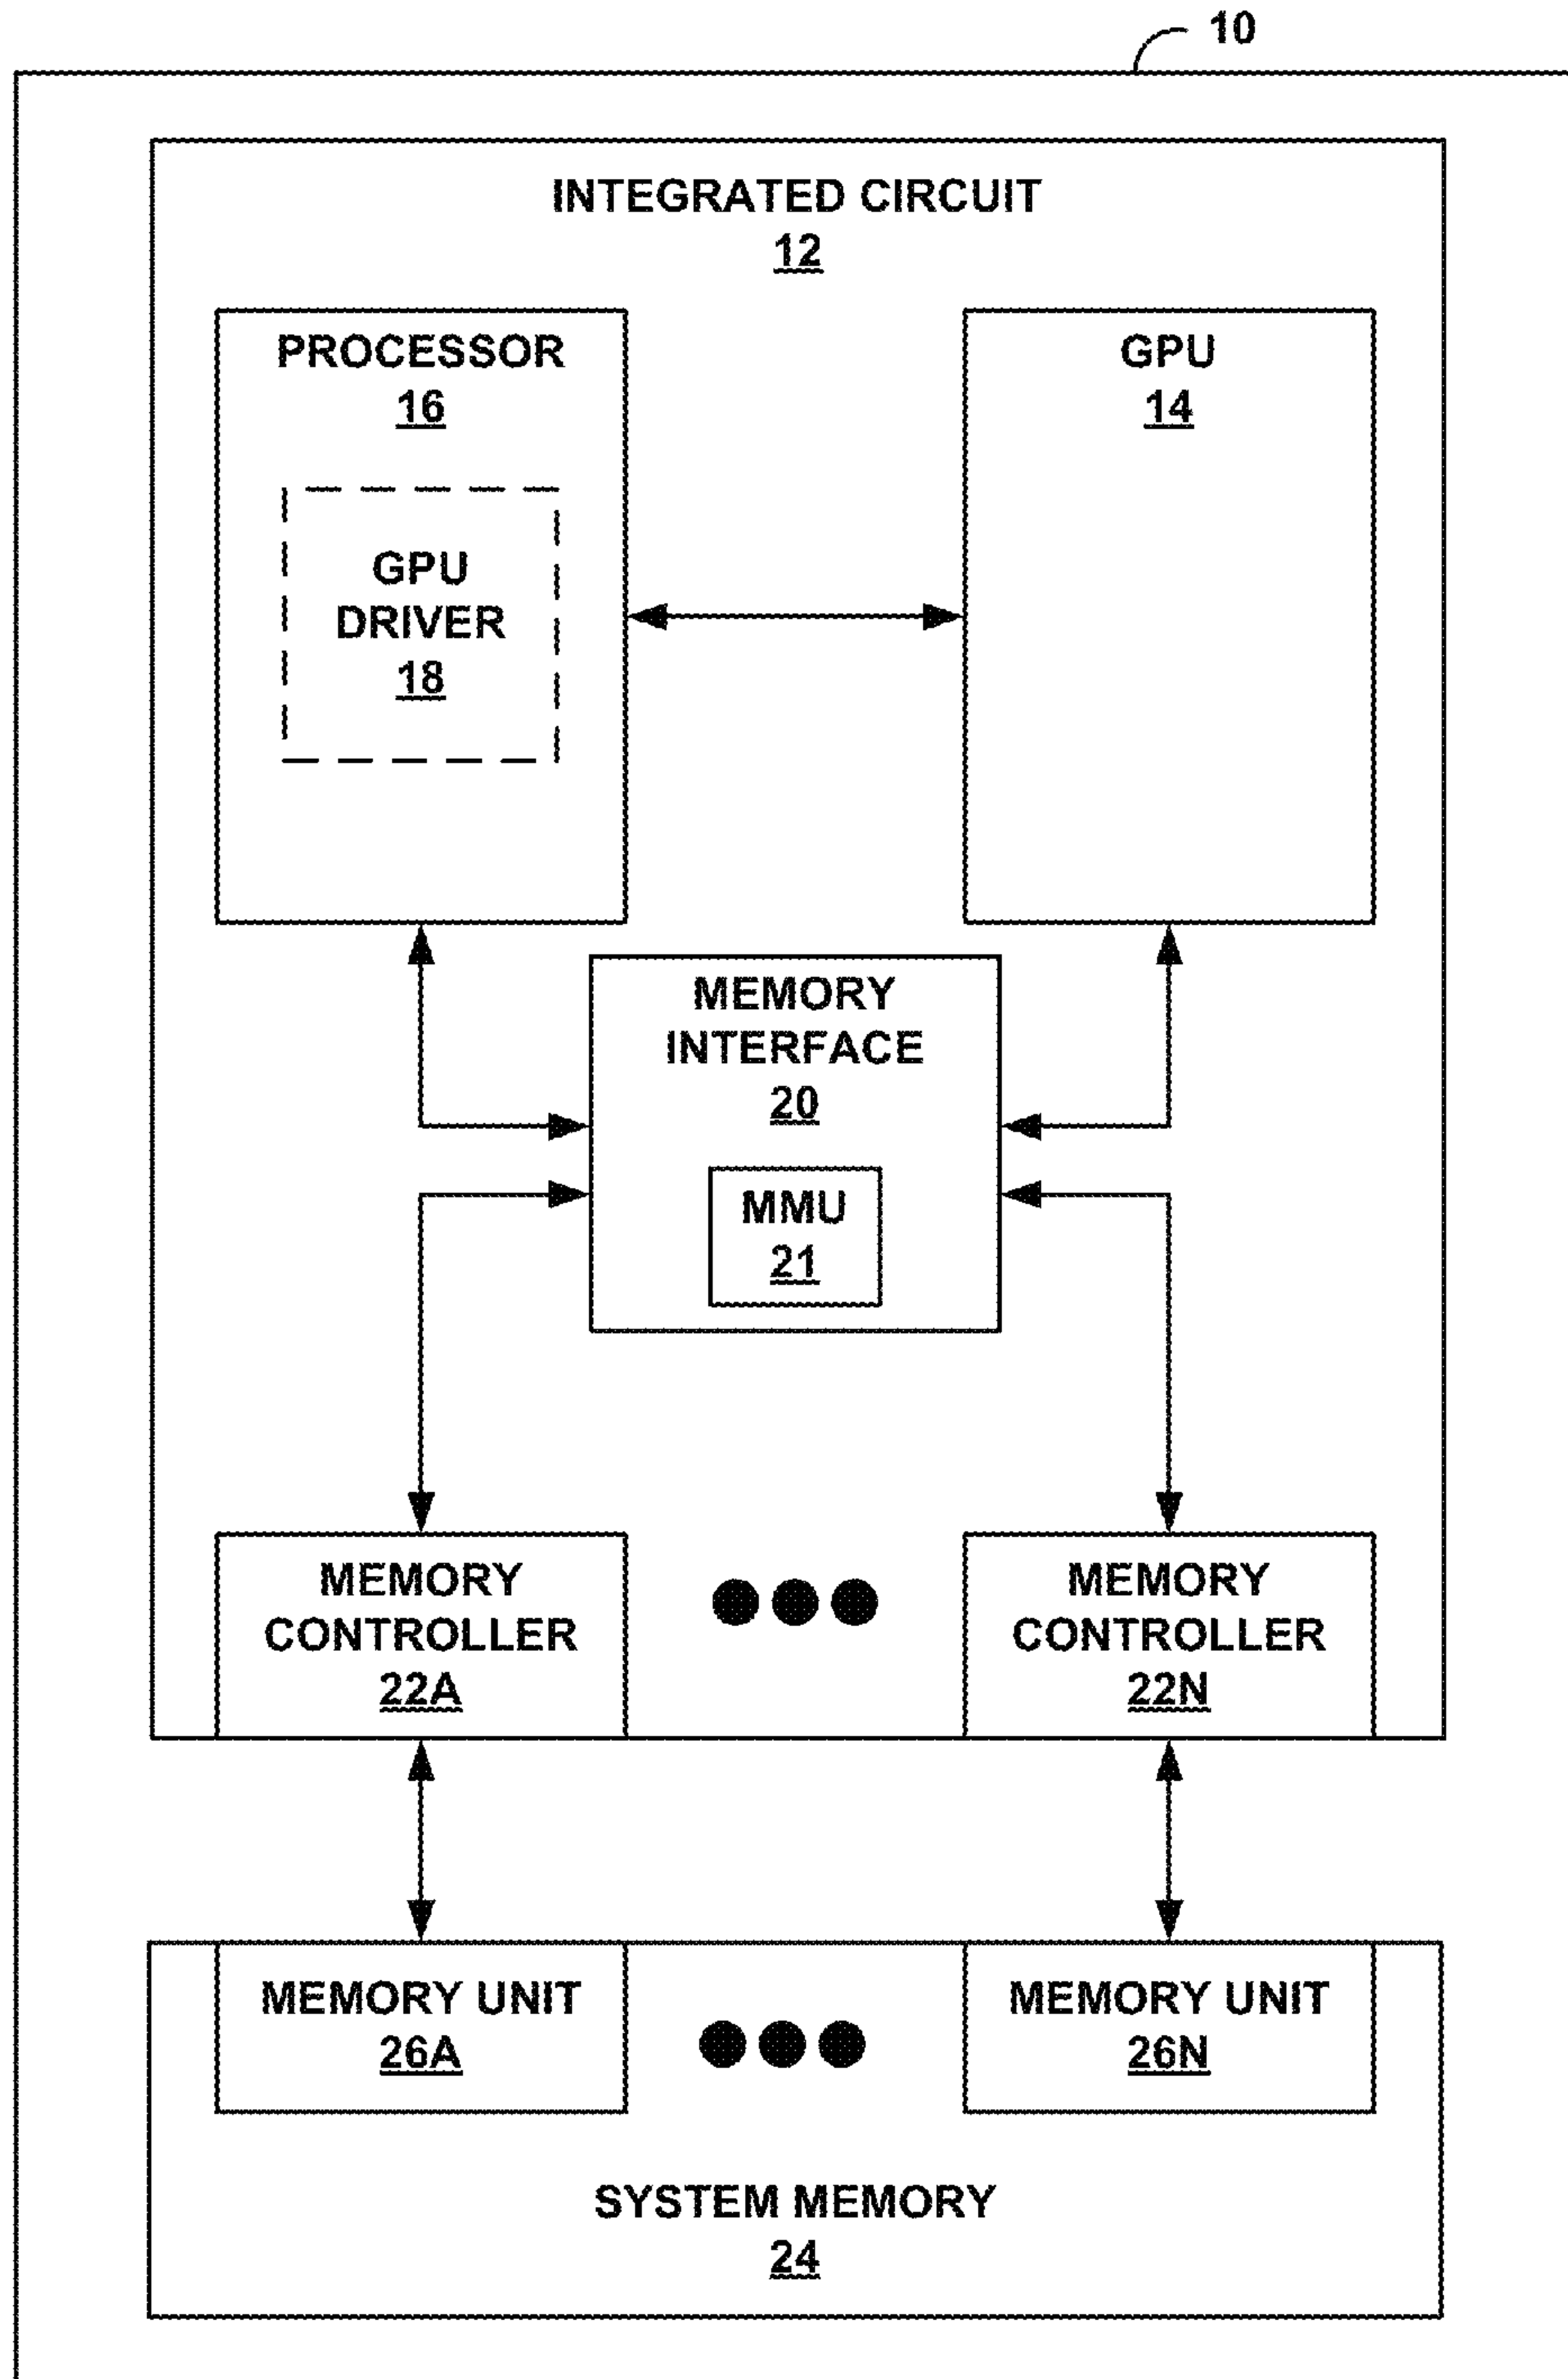 10
INTEGRATED CIRCUIT
12
PROCESSOR
16
GPU
DRIVER
18
GPU
14
MEMORY
INTERFACE
20
MMU
21
MEMORY
CONTROLLER
22A
MEMORY
CONTROLLER
22N
MEMORY UNIT
26A
MEMORY UNIT
26N
SYSTEM MEMORY
24